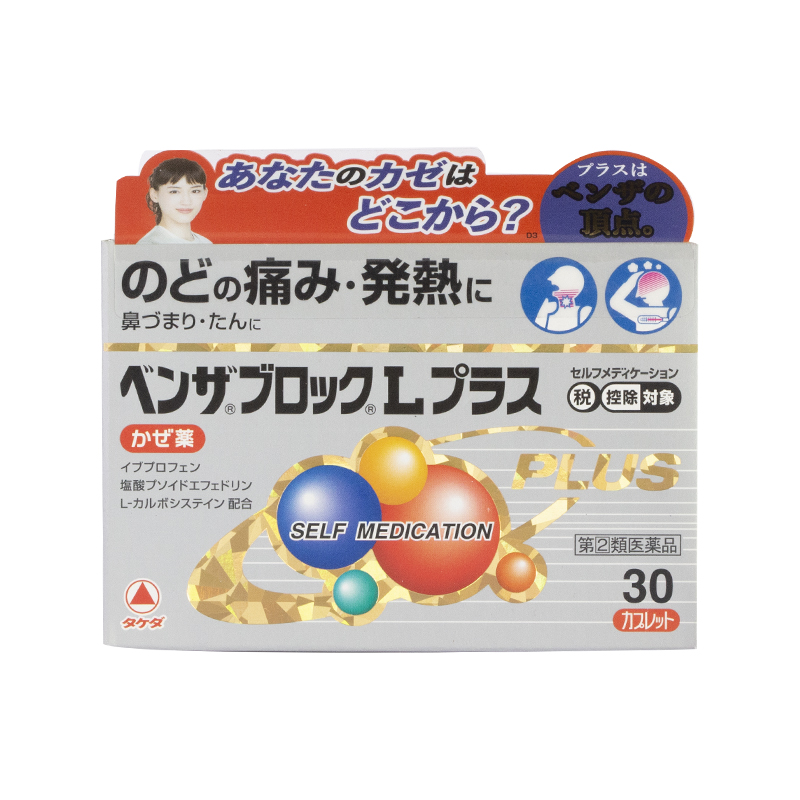 あなたのカゼは
どこから?
プラスは
ベンザの
頂点。
D3
のどの痛み・発熱に
鼻づまり・たんに
ベンザ®ブロック®Lプラス
セルフメディケーション
税 控除 対象
かぜ薬
イブプロフェン
塩酸プソイドエフェドリン
L-カルボシステイン 配合
PLUS
SELF MEDICATION
第②類医薬品
30
カプレット
タケダ